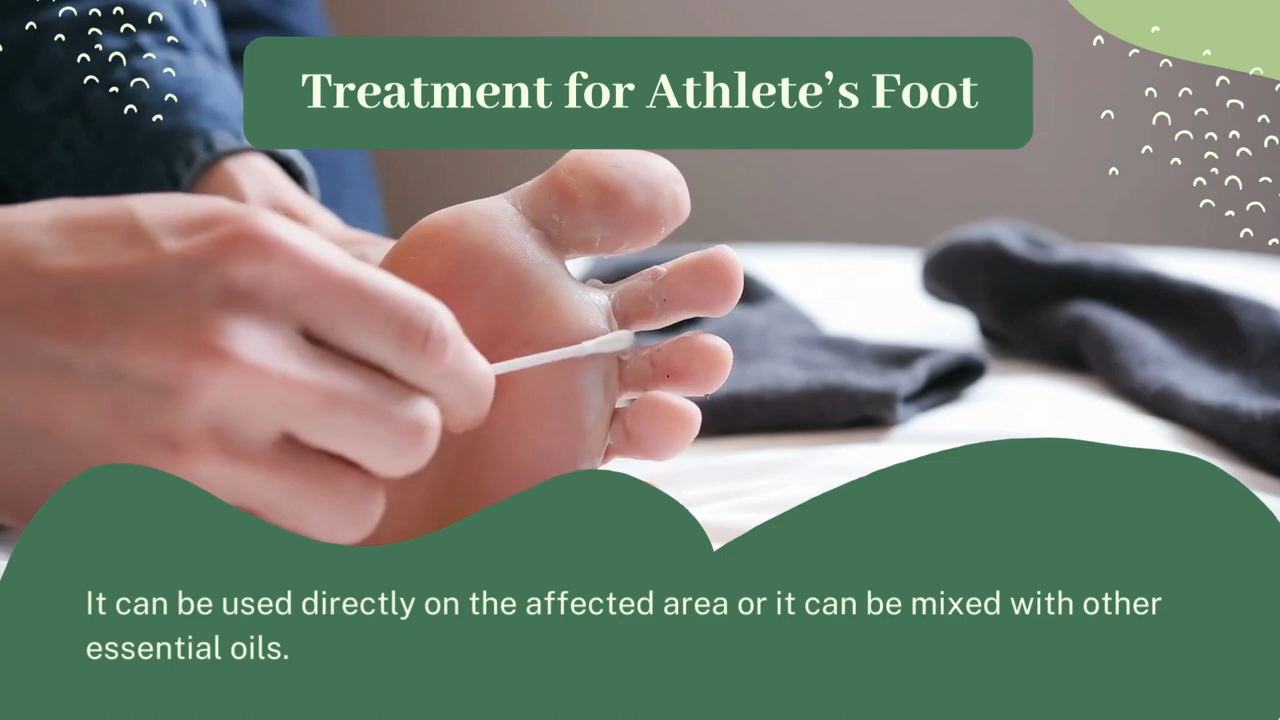 Treatment for Athlete’s Foot
It can be used directly on the affected area or it can be mixed with other
essential oils.